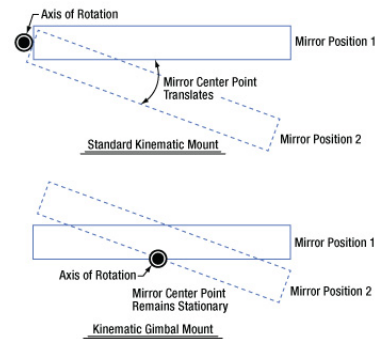 Axis of Rotation
Mirror Position 1
Mirror Center Point
Translates
Mirror Position 2
Standard Kinematic Mount
Mirror Position 1
Axis of Rotation
Mirror Position 2
Mirror Center Point
Remains Stationary
Kinematic Gimbal Mount